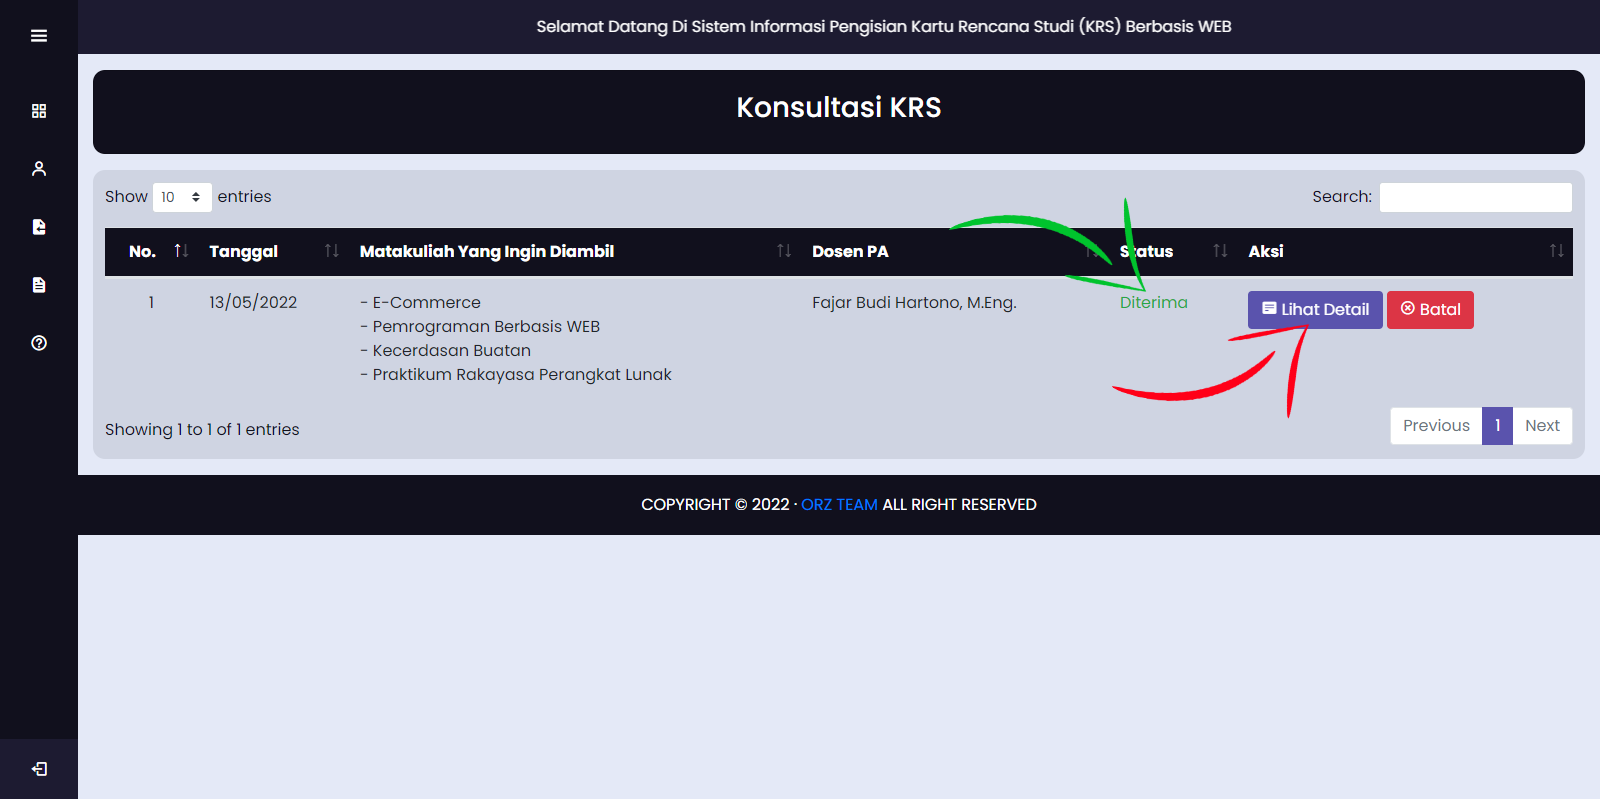 Selamat Datang Di Sistem Informasi Pengisian Kartu Rencana Studi (KRS) Berbasis WEB
Konsultasi KRS
Show 10 entries
Search:
No. Tanggal Matakuliah Yang Ingin Diambil Dosen PA Status Aksi
1 13/05/2022 - E-Commerce Fajar Budi Hartono, M.Eng. Diterima Lihat Detail Batal
- Pemrograman Berbasis WEB
- Kecerdasan Buatan
- Praktikum Rakayasa Perangkat Lunak
Showing 1 to 1 of 1 entries
Previous 1 Next
COPYRIGHT © 2022 · ORZ TEAM ALL RIGHT RESERVED